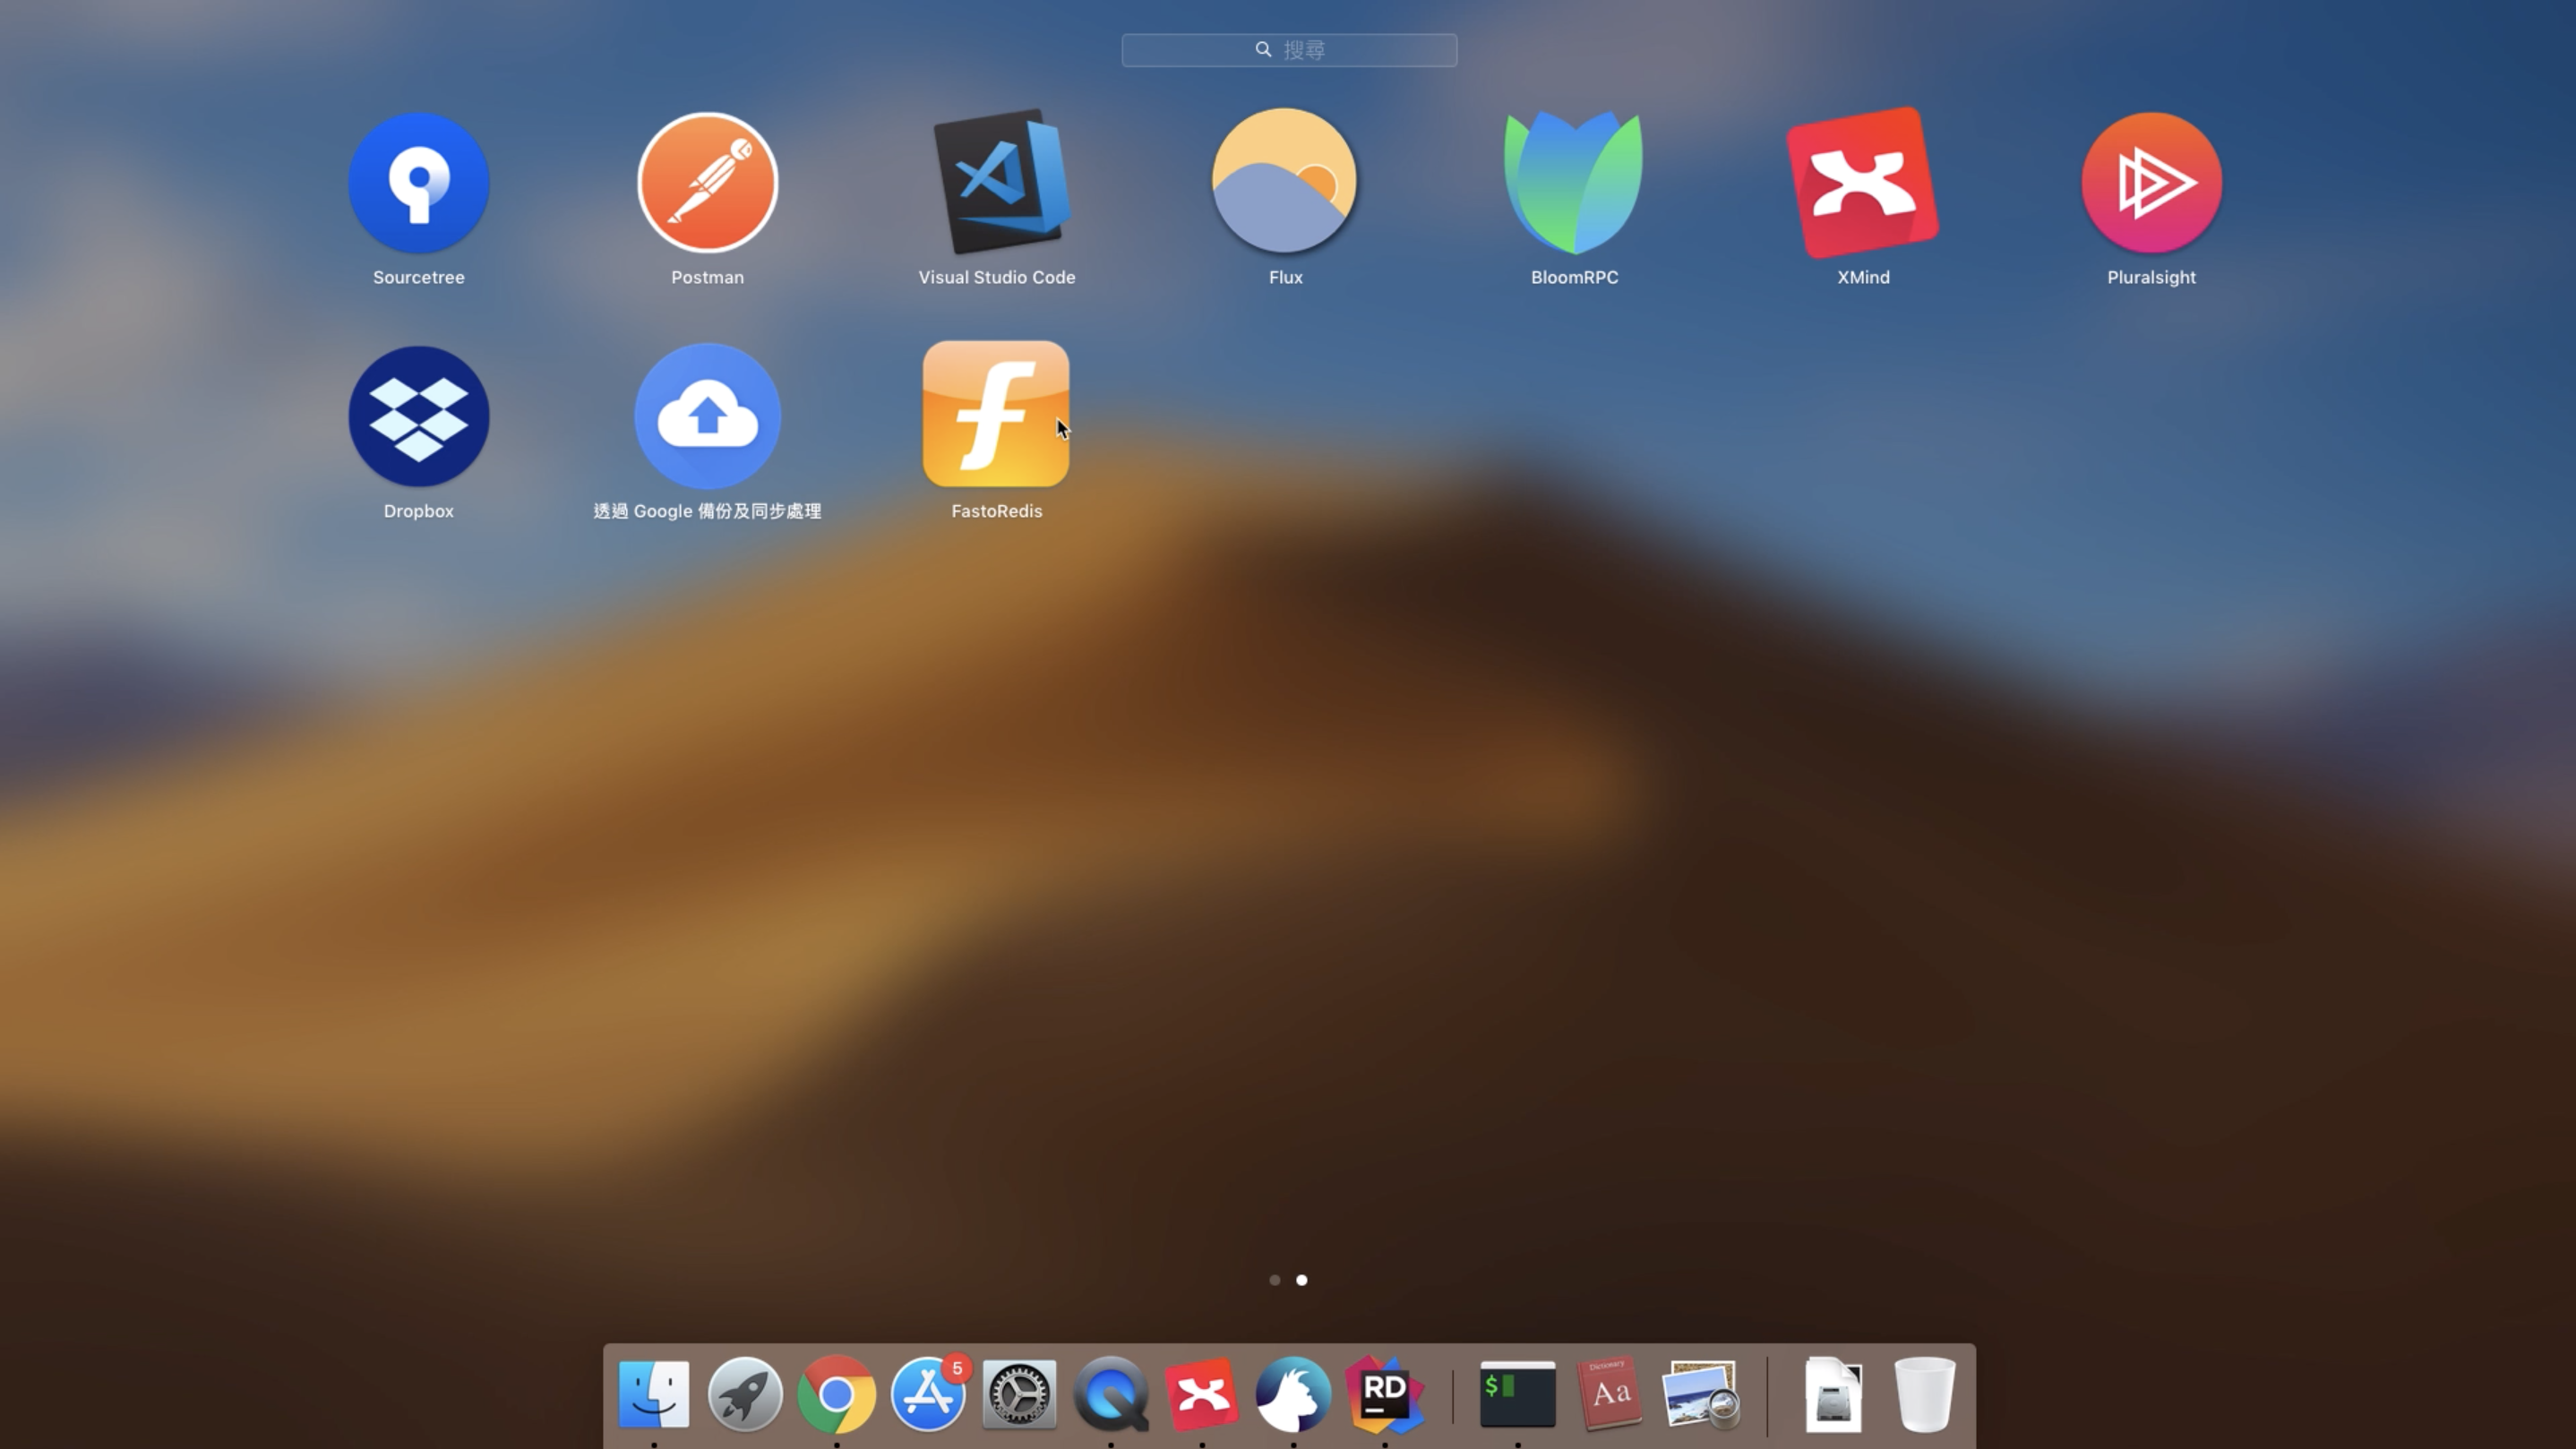 搜尋
Sourcetree
Postman
Visual Studio Code
Flux
BloomRPC
XMind
Pluralsight
Dropbox
透過 Google 備份及同步處理
FastoRedis
5
RD
$
Dictionary
Aa